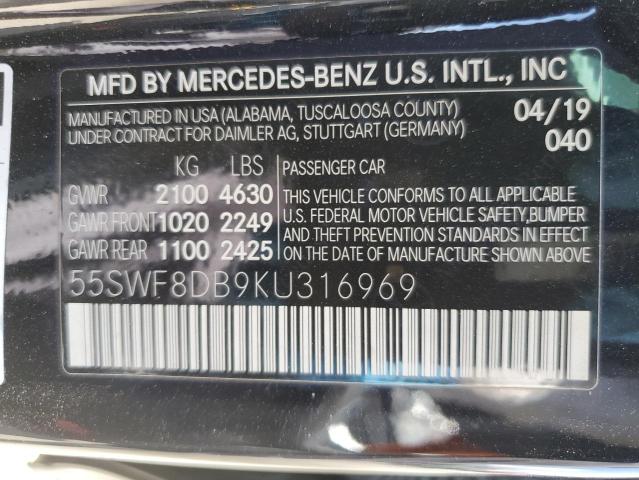 MFD BY MERCEDES-BENZ U.S. INTL., INC
MANUFACTURED IN USA (ALABAMA, TUSCALOOSA COUNTY) 04/19
UNDER CONTRACT FOR DAIMLER AG, STUTTGART (GERMANY) 040
KG LBS PASSENGER CAR
GVWR 2100 4630 THIS VEHICLE CONFORMS TO ALL APPLICABLE
GAWR FRONT 1020 2249 U.S. FEDERAL MOTOR VEHICLE SAFETY, BUMPER
GAWR REAR 1100 2425 AND THEFT PREVENTION STANDARDS IN EFFECT
ON THE DATE OF MANUFACTURE SHOWN ABOVE
55SWF8DB9KU316969